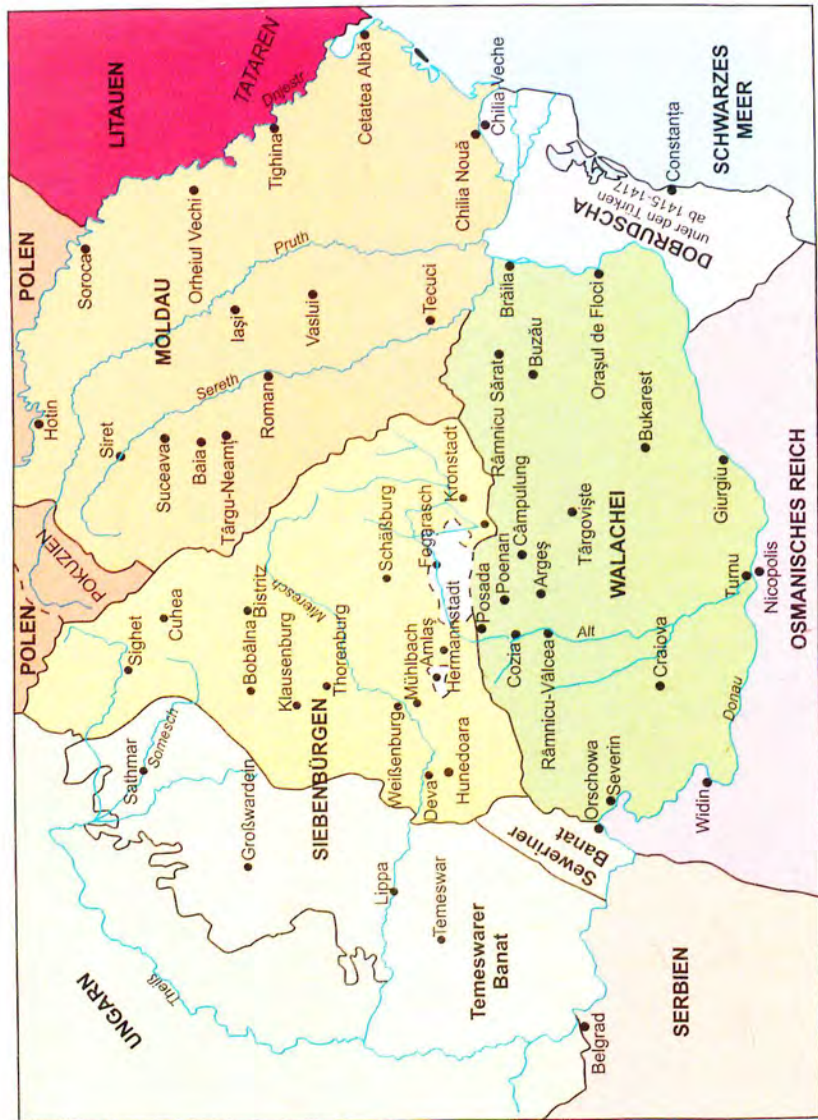 POLEN
POLEN
LITAUEN
TATAREN
Dnjestr
POKUZIEN
Hotin
Soroca
Siret
Suceava
Baia
Târgu-Neamț
Roman
Sereth
MOLDAU
Pruth
Orheiul Vechi
Iași
Vaslui
Tecuci
Tighina
Cetatea Albă
Chilia Nouă
Chilia Veche
UNGARN
Theiß
Sathmar
Somesch
Großwardein
Sighet
Cuhea
Bobâlna
Bistritz
Klausenburg
Thorenburg
Mieresch
SIEBENBÜRGEN
Weißenburg
Mühlbach
Amlaș
Hermannstadt
Schäßburg
Foggarasch
Kronstadt
Deva
Hunedoara
Lippa
Temeswar
Temeswarer
Banat
Seweriner
Banat
Orschowa
Severin
Belgrad
SERBIEN
Widin
Donau
Craiova
Râmnicu-Vâlcea
Cozia
Alt
Posada
Poenari
Câmpulung
Argeș
Târgoviște
WALACHEI
Râmnicu Sărat
Buzău
Brăila
Orașul de Floci
Bukarest
Giurgiu
Turnu
Nicopolis
OSMANISCHES REICH
DOBRUDSCHA
unter den Türken
ab 1415-1417
Constanța
SCHWARZES
MEER